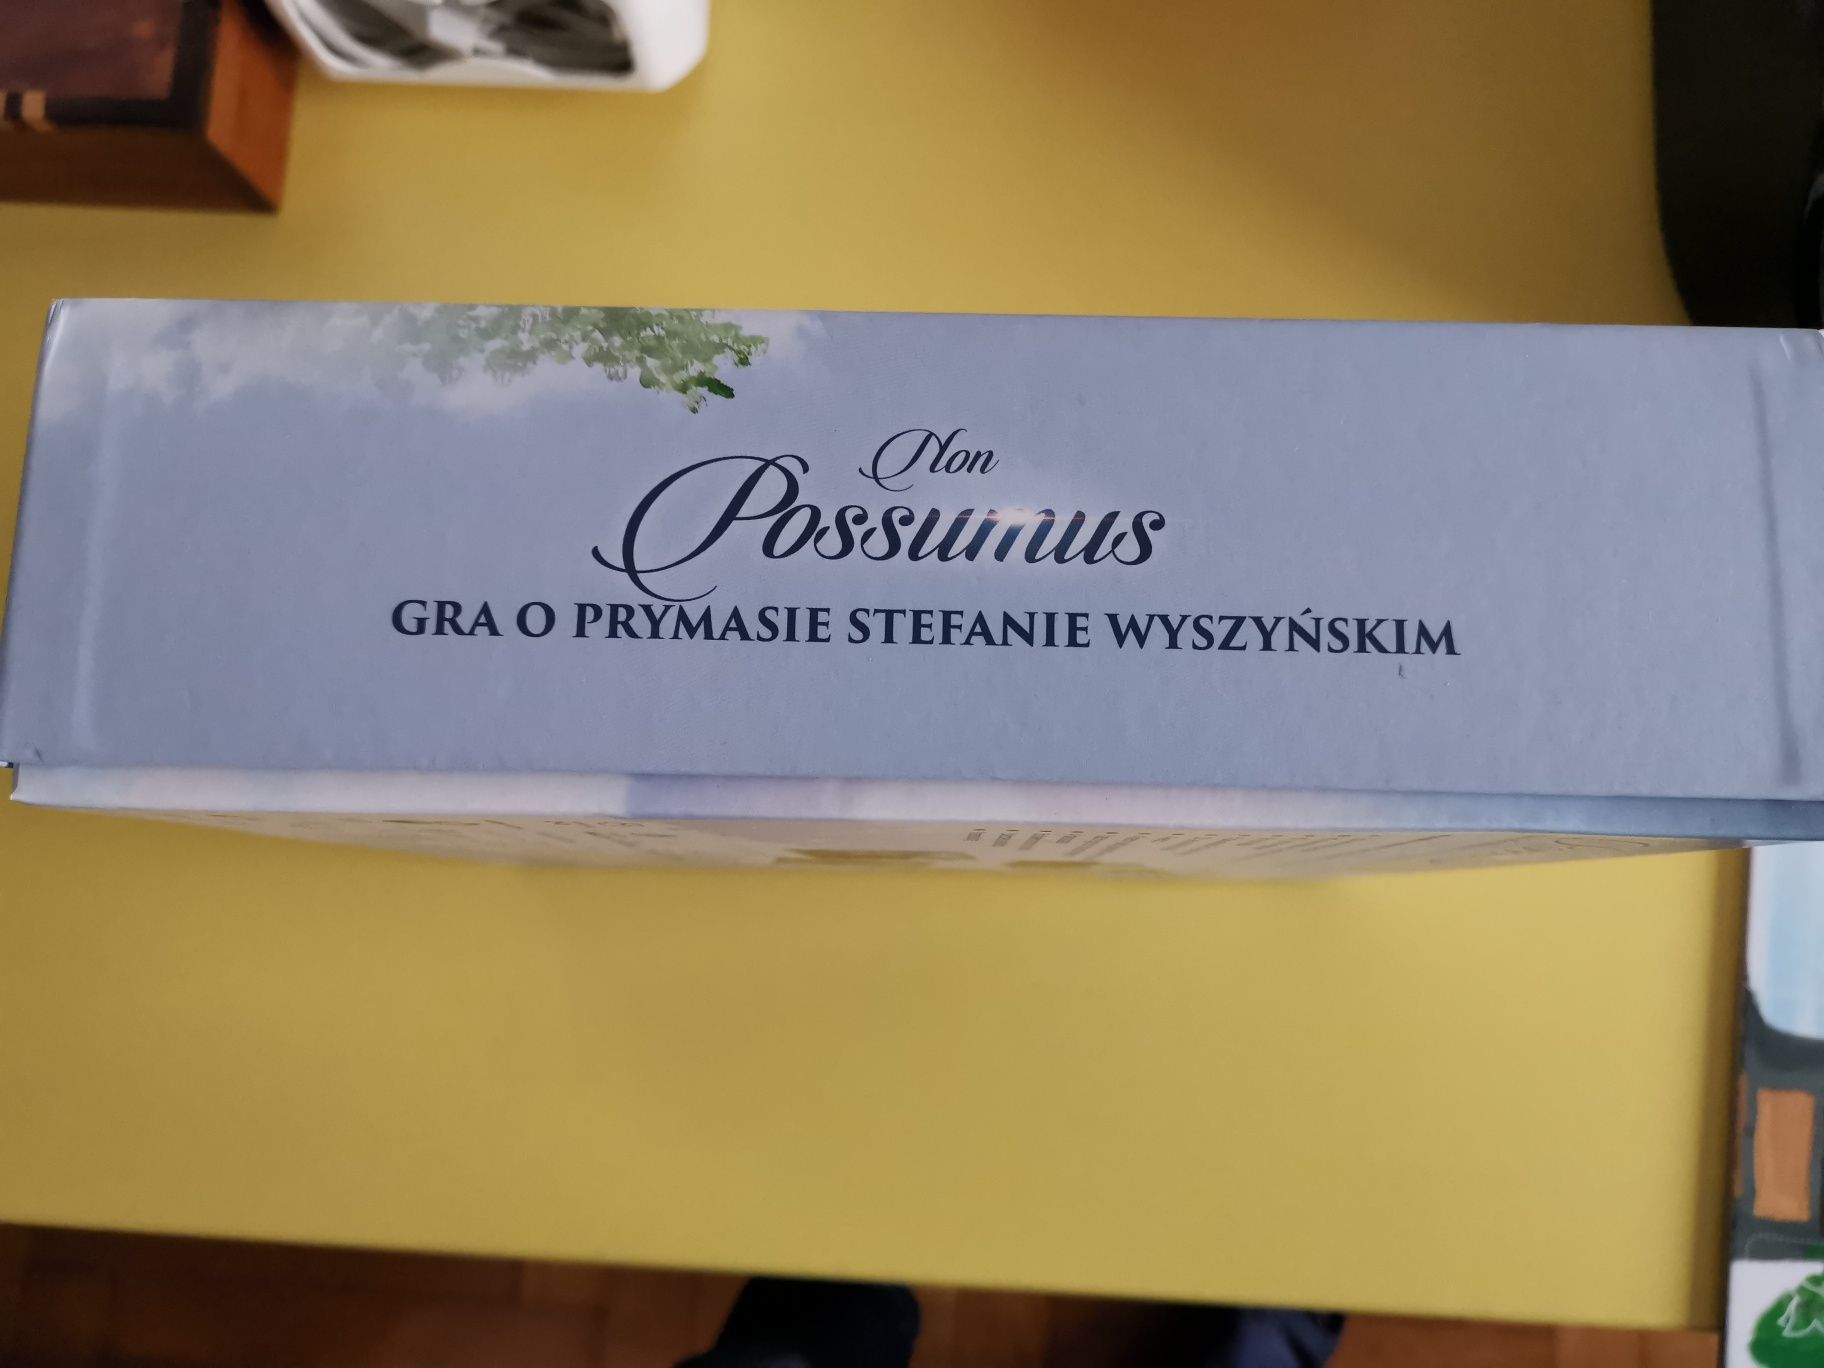 Non
Possumus
GRA O PRYMASIE STEFANIE WYSZYŃSKIM